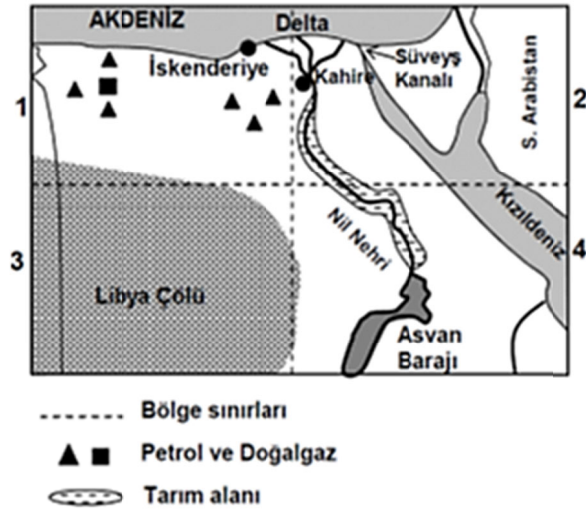 AKDENİZ
Delta
İskenderiye
Kahire
Süveyş
Kanalı
S. Arabistan
1
2
3
4
Kızıldeniz
Nil Nehri
Libya Çölü
Asvan
Barajı
Bölge sınırları
Petrol ve Doğalgaz
Tarım alanı